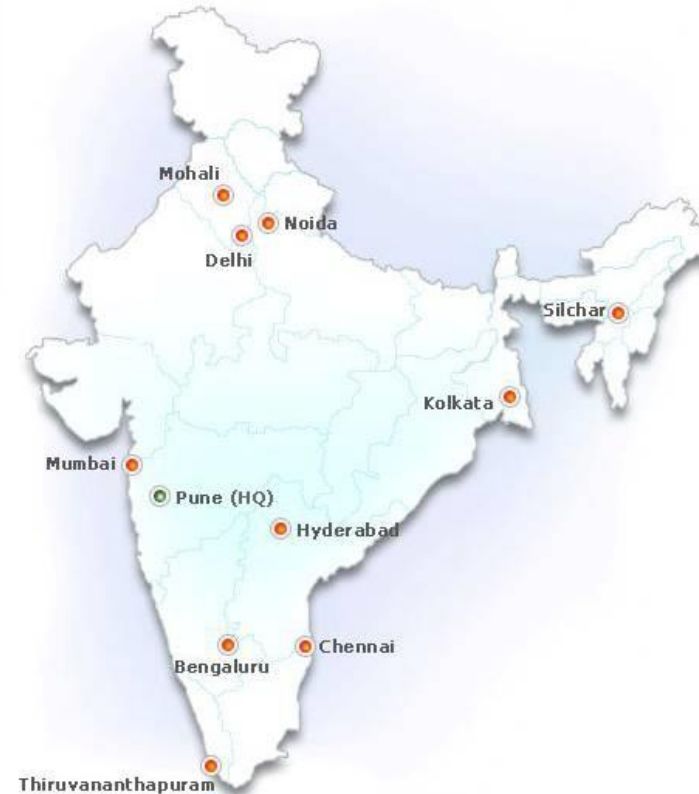 Mohali
Noida
Delhi
Silchar
Kolkata
Mumbai
Pune (HQ)
Hyderabad
Chennai
Bengaluru
Thiruvananthapuram